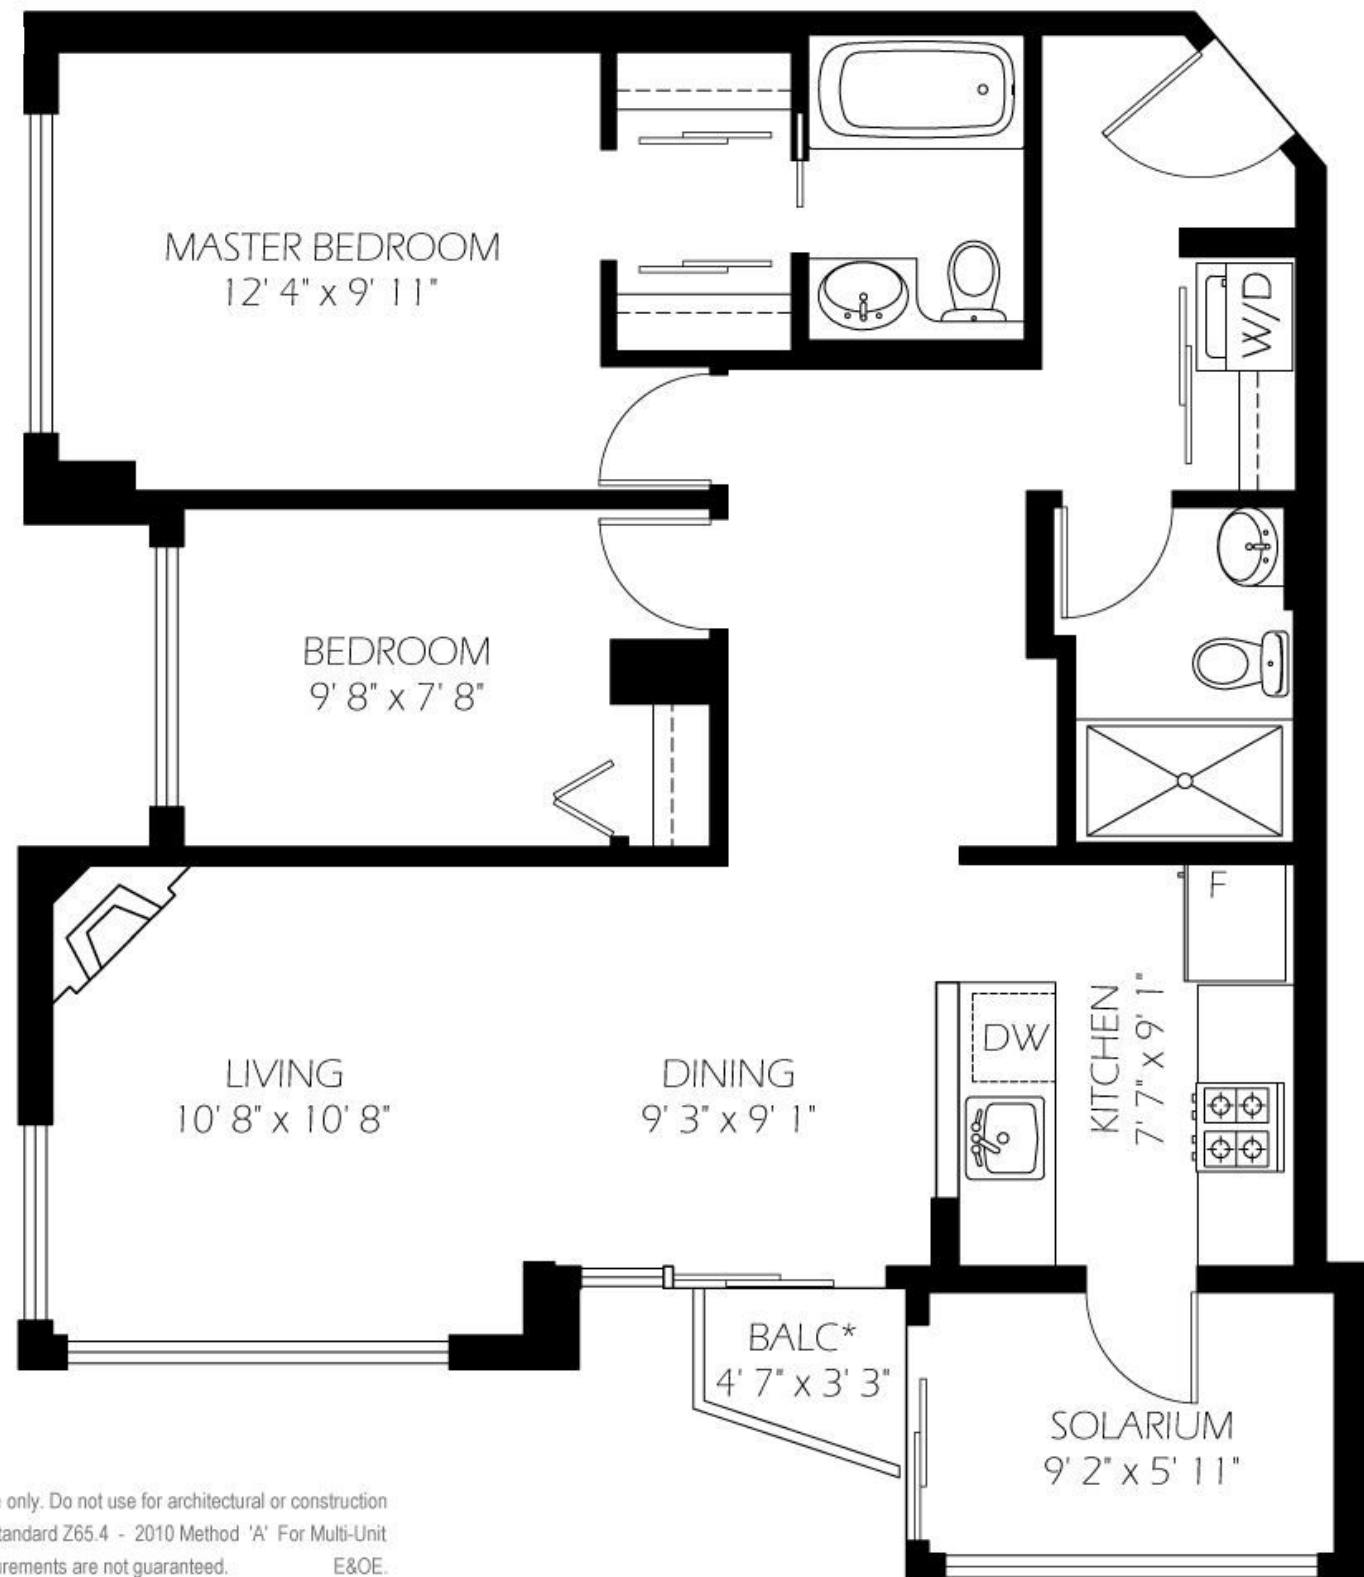 MASTER BEDROOM
12' 4" x 9' 11"
W/D
BEDROOM
9' 8" x 7' 8"
F
KITCHEN
7' 7" x 9' 1"
DW
LIVING
10' 8" x 10' 8"
DINING
9' 3" x 9' 1"
BALC*
4' 7" x 3' 3"
SOLARIUM
9' 2" x 5' 11"
only. Do not use for architectural or construction
Z65.4 - 2010 Method 'A' For Multi-Unit
are not guaranteed. E&OE.